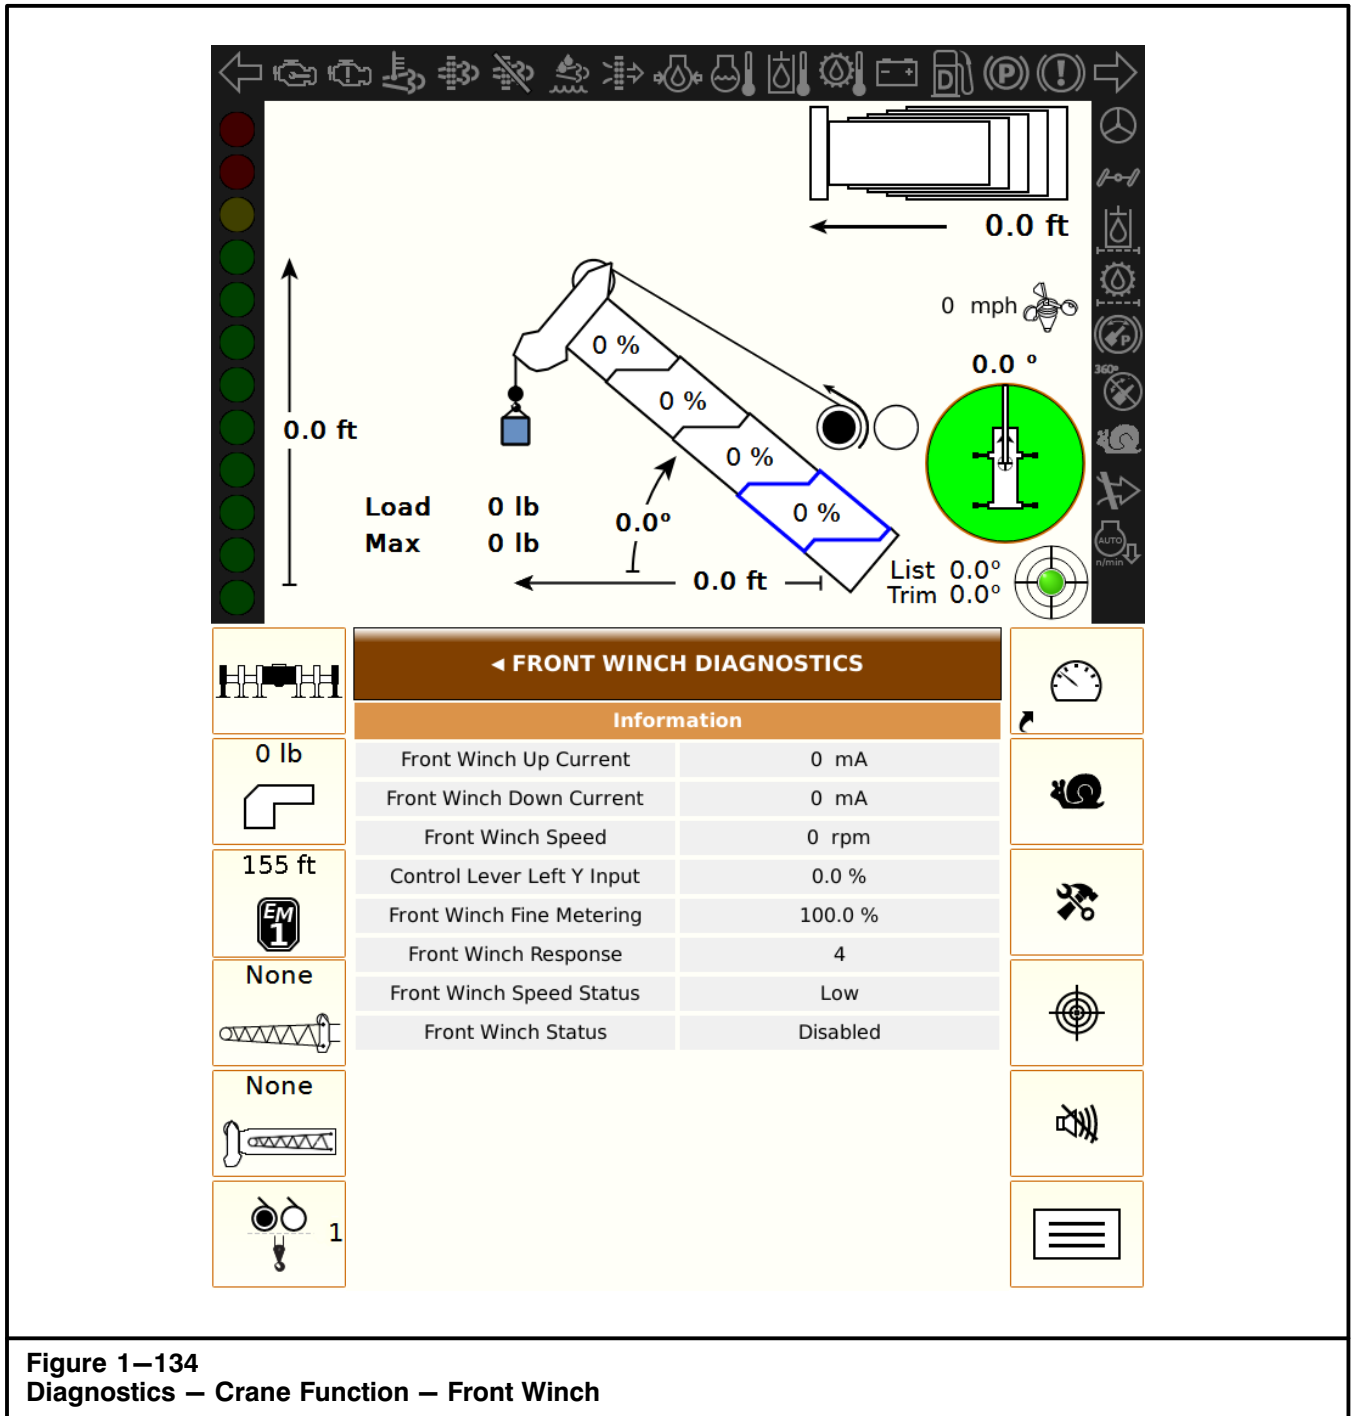 D
P
0.0 ft
0 mph
P
0.0 º
360º
0 %
0 %
0.0 ft
0 %
Load 0 lb
0.0º
0 %
Max 0 lb
AUTO
n/min
0.0 ft
List 0.0º
Trim 0.0º
◄ FRONT WINCH DIAGNOSTICS
Information
Front Winch Up Current 0 mA
Front Winch Down Current 0 mA
Front Winch Speed 0 rpm
Control Lever Left Y Input 0.0 %
Front Winch Fine Metering 100.0 %
Front Winch Response 4
Front Winch Speed Status Low
Front Winch Status Disabled
0 lb
155 ft
EM
1
None
None
1
Figure 1–134
Diagnostics – Crane Function – Front Winch